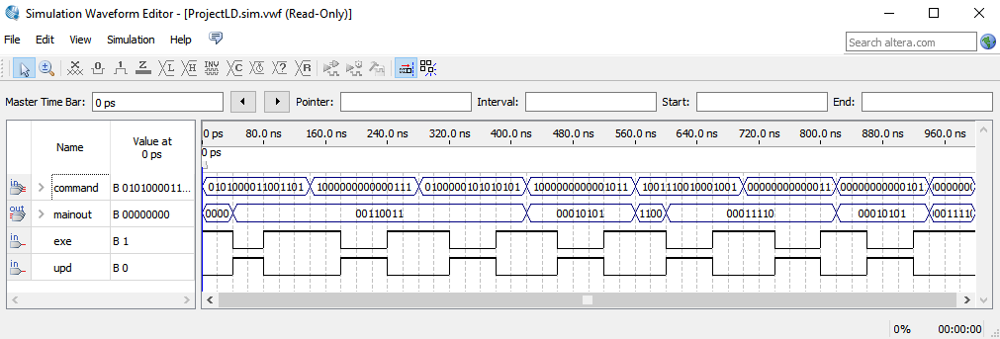 Simulation Waveform Editor - [ProjectLD.sim.vwf (Read-Only)]
File Edit View Simulation Help
Search altera.com
Master Time Bar: 0 ps Pointer: Interval: Start: End:
Name Value at 0 ps
0 ps 80.0 ns 160.0 ns 240.0 ns 320.0 ns 400.0 ns 480.0 ns 560.0 ns 640.0 ns 720.0 ns 800.0 ns 880.0 ns 960.0 ns
0 ps
in command B 0101000011... 0101000011001101 1000000000000111 0100000101010101 1000000000001011 1001110010001001 0000000000000011 0000000000000101
out mainout B 00000000 0000 00110011 00010101 1100 00011110 00010101
in exe B 1
in upd B 0
0% 00:00:00